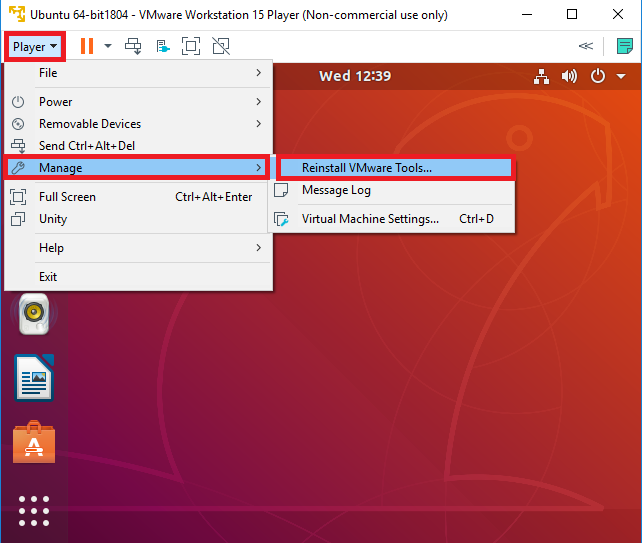 Ubuntu 64-bit1804 - VMware Workstation 15 Player (Non-commercial use only)
Player
Wed 12:39
File
Power
Removable Devices
Send Ctrl+Alt+Del
Manage
Reinstall VMware Tools...
Message Log
Full Screen Ctrl+Alt+Enter
Unity
Virtual Machine Settings... Ctrl+D
Help
Exit